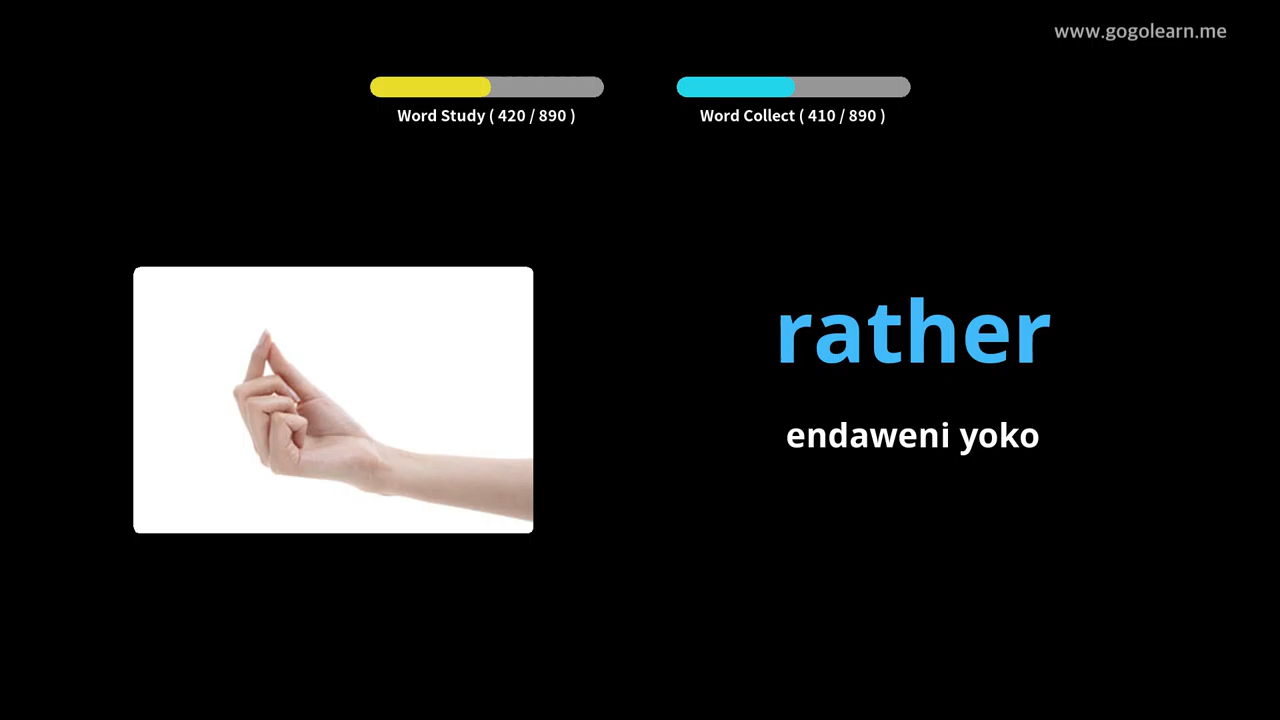 www.gogolearn.me
Word Study ( 420 / 890 )
Word Collect ( 410 / 890 )
rather
endaweni yoko